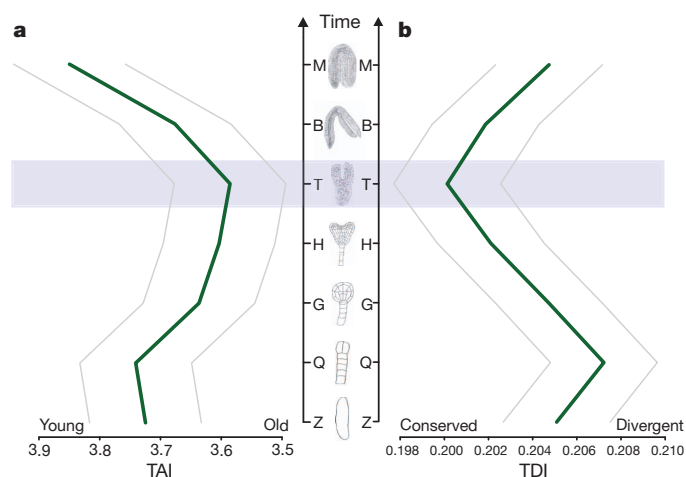 a
Time
b
M
M
B
B
T
T
H
H
G
G
Q
Q
Z
Z
Young
Old
Conserved
Divergent
3.9
3.8
3.7
3.6
3.5
0.198
0.200
0.202
0.204
0.206
0.208
0.210
TAI
TDI